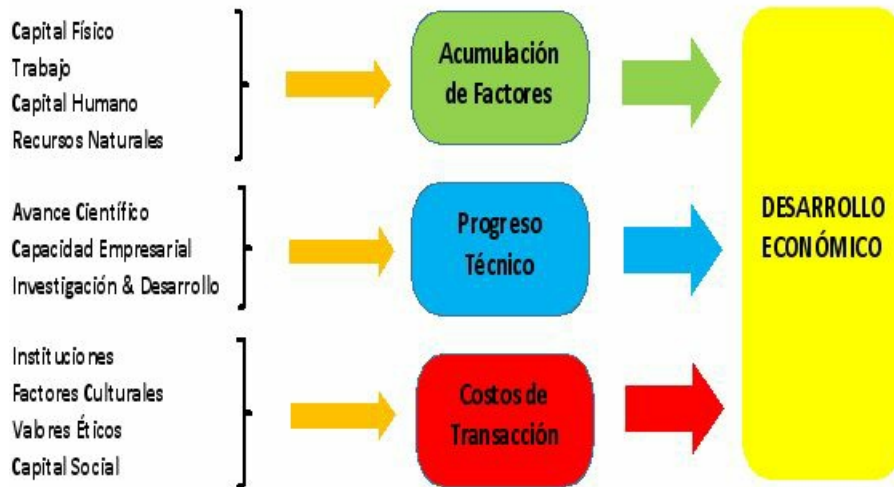 Capital Físico
Trabajo
Capital Humano
Recursos Naturales
Acumulación
de Factores
Avance Científico
Capacidad Empresarial
Investigación & Desarrollo
Progreso
Técnico
Instituciones
Factores Culturales
Valores Éticos
Capital Social
Costos de
Transacción
DESARROLLO
ECONÓMICO